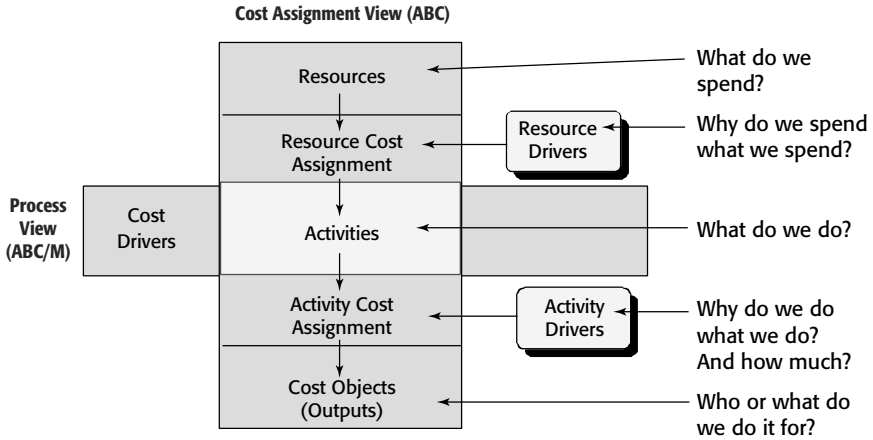 Cost Assignment View (ABC)
Resources
What do we
spend?
Resource Cost
Assignment
Resource
Drivers
Why do we spend
what we spend?
Process
View
(ABC/M)
Cost
Drivers
Activities
What do we do?
Activity Cost
Assignment
Activity
Drivers
Why do we do
what we do?
And how much?
Cost Objects
(Outputs)
Who or what do
we do it for?